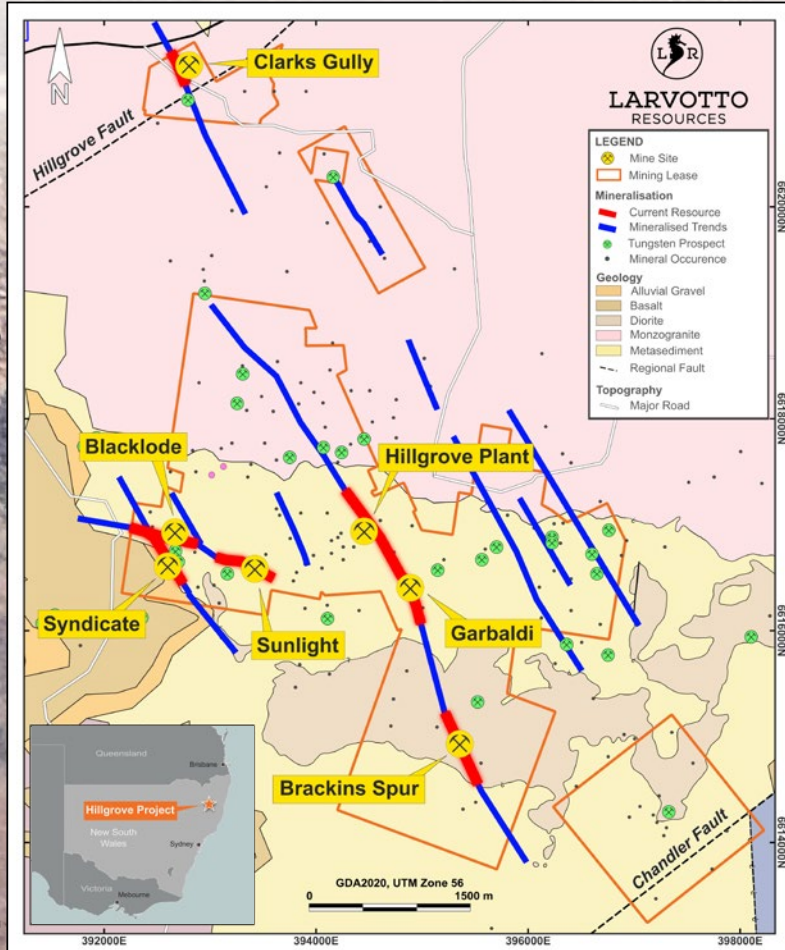 Clarks Gully
L R
LARVOTTO
RESOURCES
N
Hillgrove Fault
LEGEND
Mine Site
Mining Lease
Mineralisation
Current Resource
Mineralised Trends
Tungsten Prospect
Mineral Occurence
Geology
Alluvial Gravel
Basalt
Diorite
Monzogranite
Metasediment
Regional Fault
Topography
Major Road
6620000N
6618000N
Blacklode
Hillgrove Plant
Syndicate
Sunlight
Garbaldi
6616000N
Brackins Spur
Queensland
Brisbane
Hillgrove Project
New South
Wales
Sydney
Victoria
Mebourne
Chandler Fault
6614000N
GDA2020, UTM Zone 56
0 1500 m
392000E 394000E 396000E 398000E